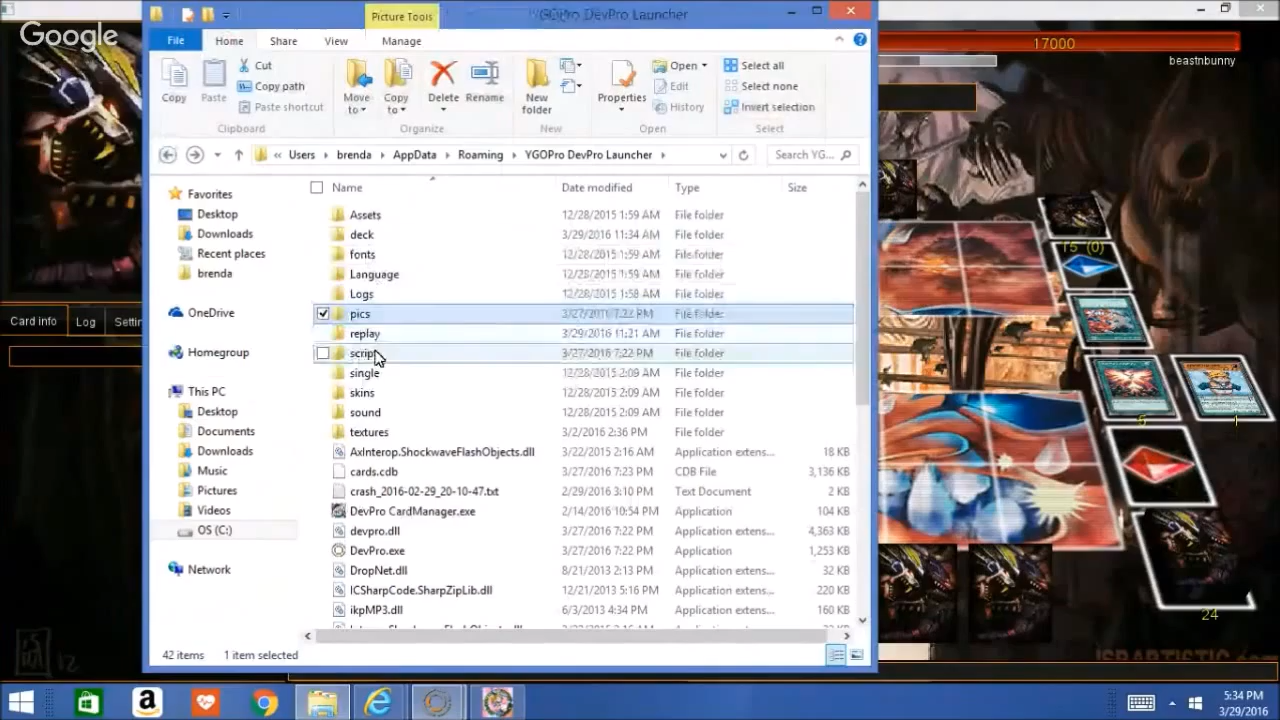 Google
Picture Tools
YGOPro DevPro Launcher
File Home Share View Manage
Copy
Paste
Cut
Copy path
Paste shortcut
Clipboard
Move to
Copy to
Delete
Rename
Organize
New folder
New
Properties
Open
Edit
History
Open
Select all
Select none
Invert selection
Select
« Users brenda AppData Roaming YGOPro DevPro Launcher
Search YG...
Favorites
Desktop
Downloads
Recent places
brenda
OneDrive
Homegroup
This PC
Desktop
Documents
Downloads
Music
Pictures
Videos
OS (C:)
Network
Name Date modified Type Size
Assets 12/28/2015 1:59 AM File folder
deck 3/29/2016 11:34 AM File folder
fonts 12/28/2015 1:59 AM File folder
Language 12/28/2015 1:59 AM File folder
Logs 12/28/2015 1:58 AM File folder
pics 3/27/2016 7:22 PM File folder
replay 3/29/2016 11:21 AM File folder
script 3/27/2016 7:22 PM File folder
single 12/28/2015 2:09 AM File folder
skins 12/28/2015 2:09 AM File folder
sound 12/28/2015 2:09 AM File folder
textures 3/2/2016 2:36 PM File folder
AxInterop.ShockwaveFlashObjects.dll 3/22/2015 2:16 AM Application extens... 18 KB
cards.cdb 3/27/2016 7:23 PM CDB File 3,136 KB
crash_2016-02-29_20-10-47.txt 2/29/2016 3:10 PM Text Document 2 KB
DevPro CardManager.exe 2/14/2016 10:54 PM Application 104 KB
devpro.dll 3/27/2016 7:22 PM Application extens... 4,363 KB
DevPro.exe 3/27/2016 7:22 PM Application 1,253 KB
DropNet.dll 8/21/2013 2:13 PM Application extens... 32 KB
ICSharpCode.SharpZipLib.dll 12/21/2013 5:16 PM Application extens... 220 KB
ikpMP3.dll 6/3/2013 4:34 PM Application extens... 160 KB
42 items 1 item selected
Card info Log
17000
beastnbunny
15 (0)
24
5:34 PM
3/29/2016